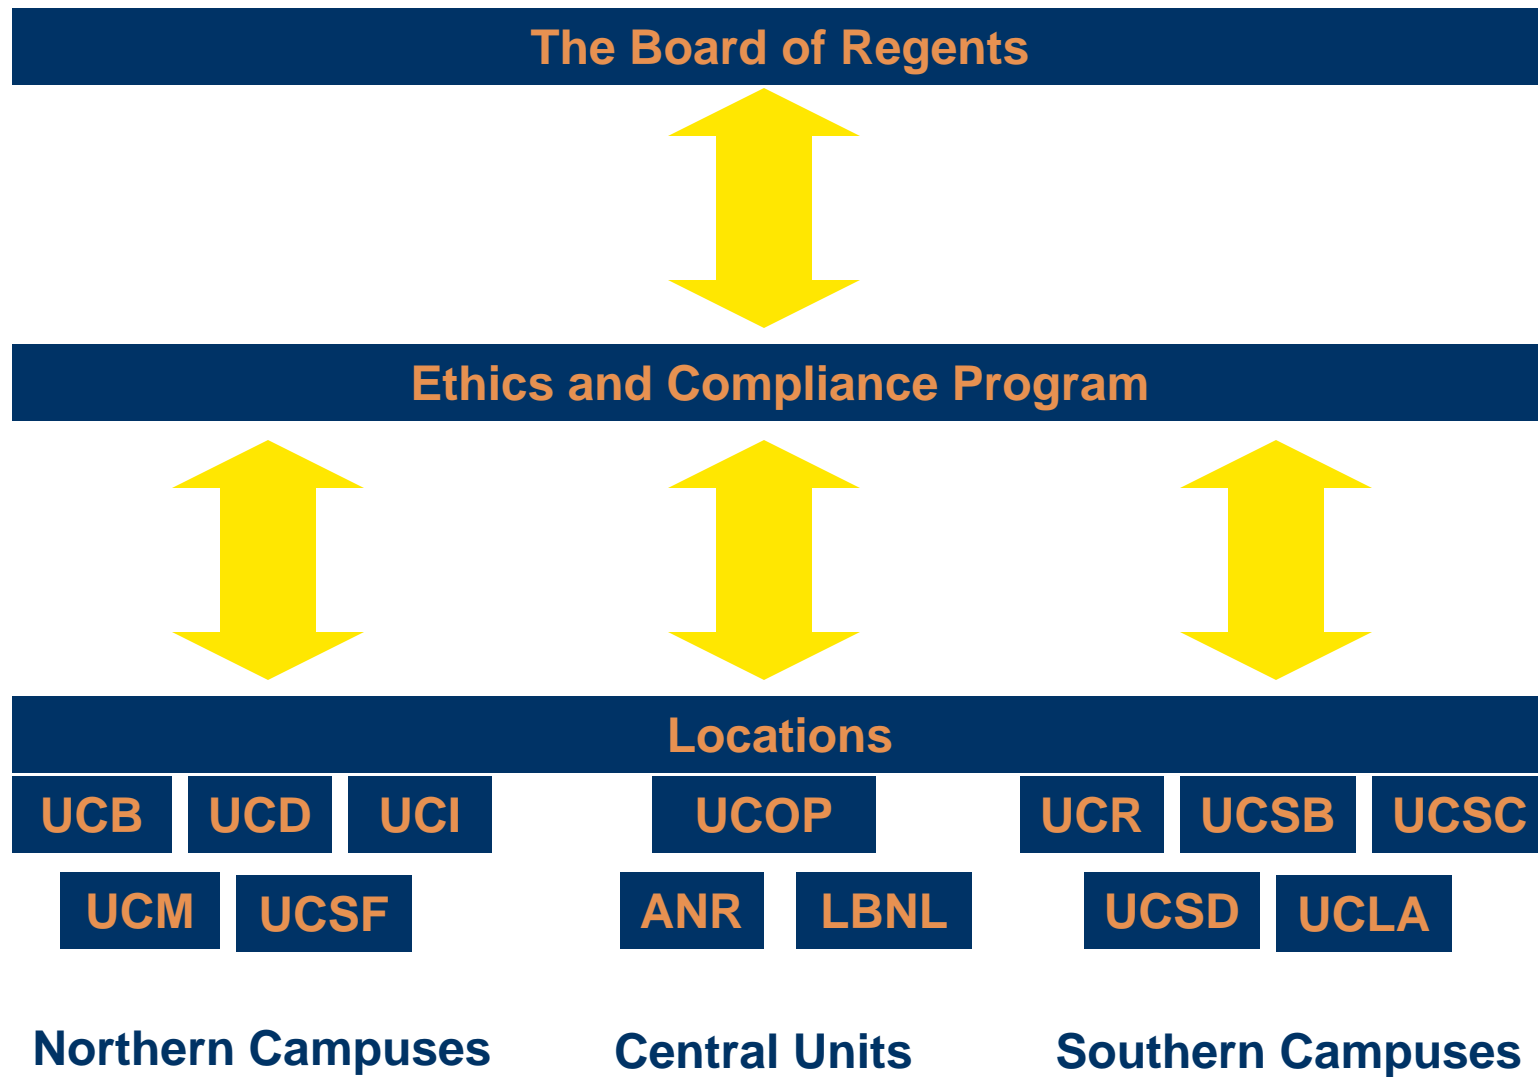 The Board of Regents
Ethics and Compliance Program
Locations
UCB UCD UCI UCOP UCR UCSB UCSC
UCM UCSF ANR LBNL UCSD UCLA
Northern Campuses Central Units Southern Campuses